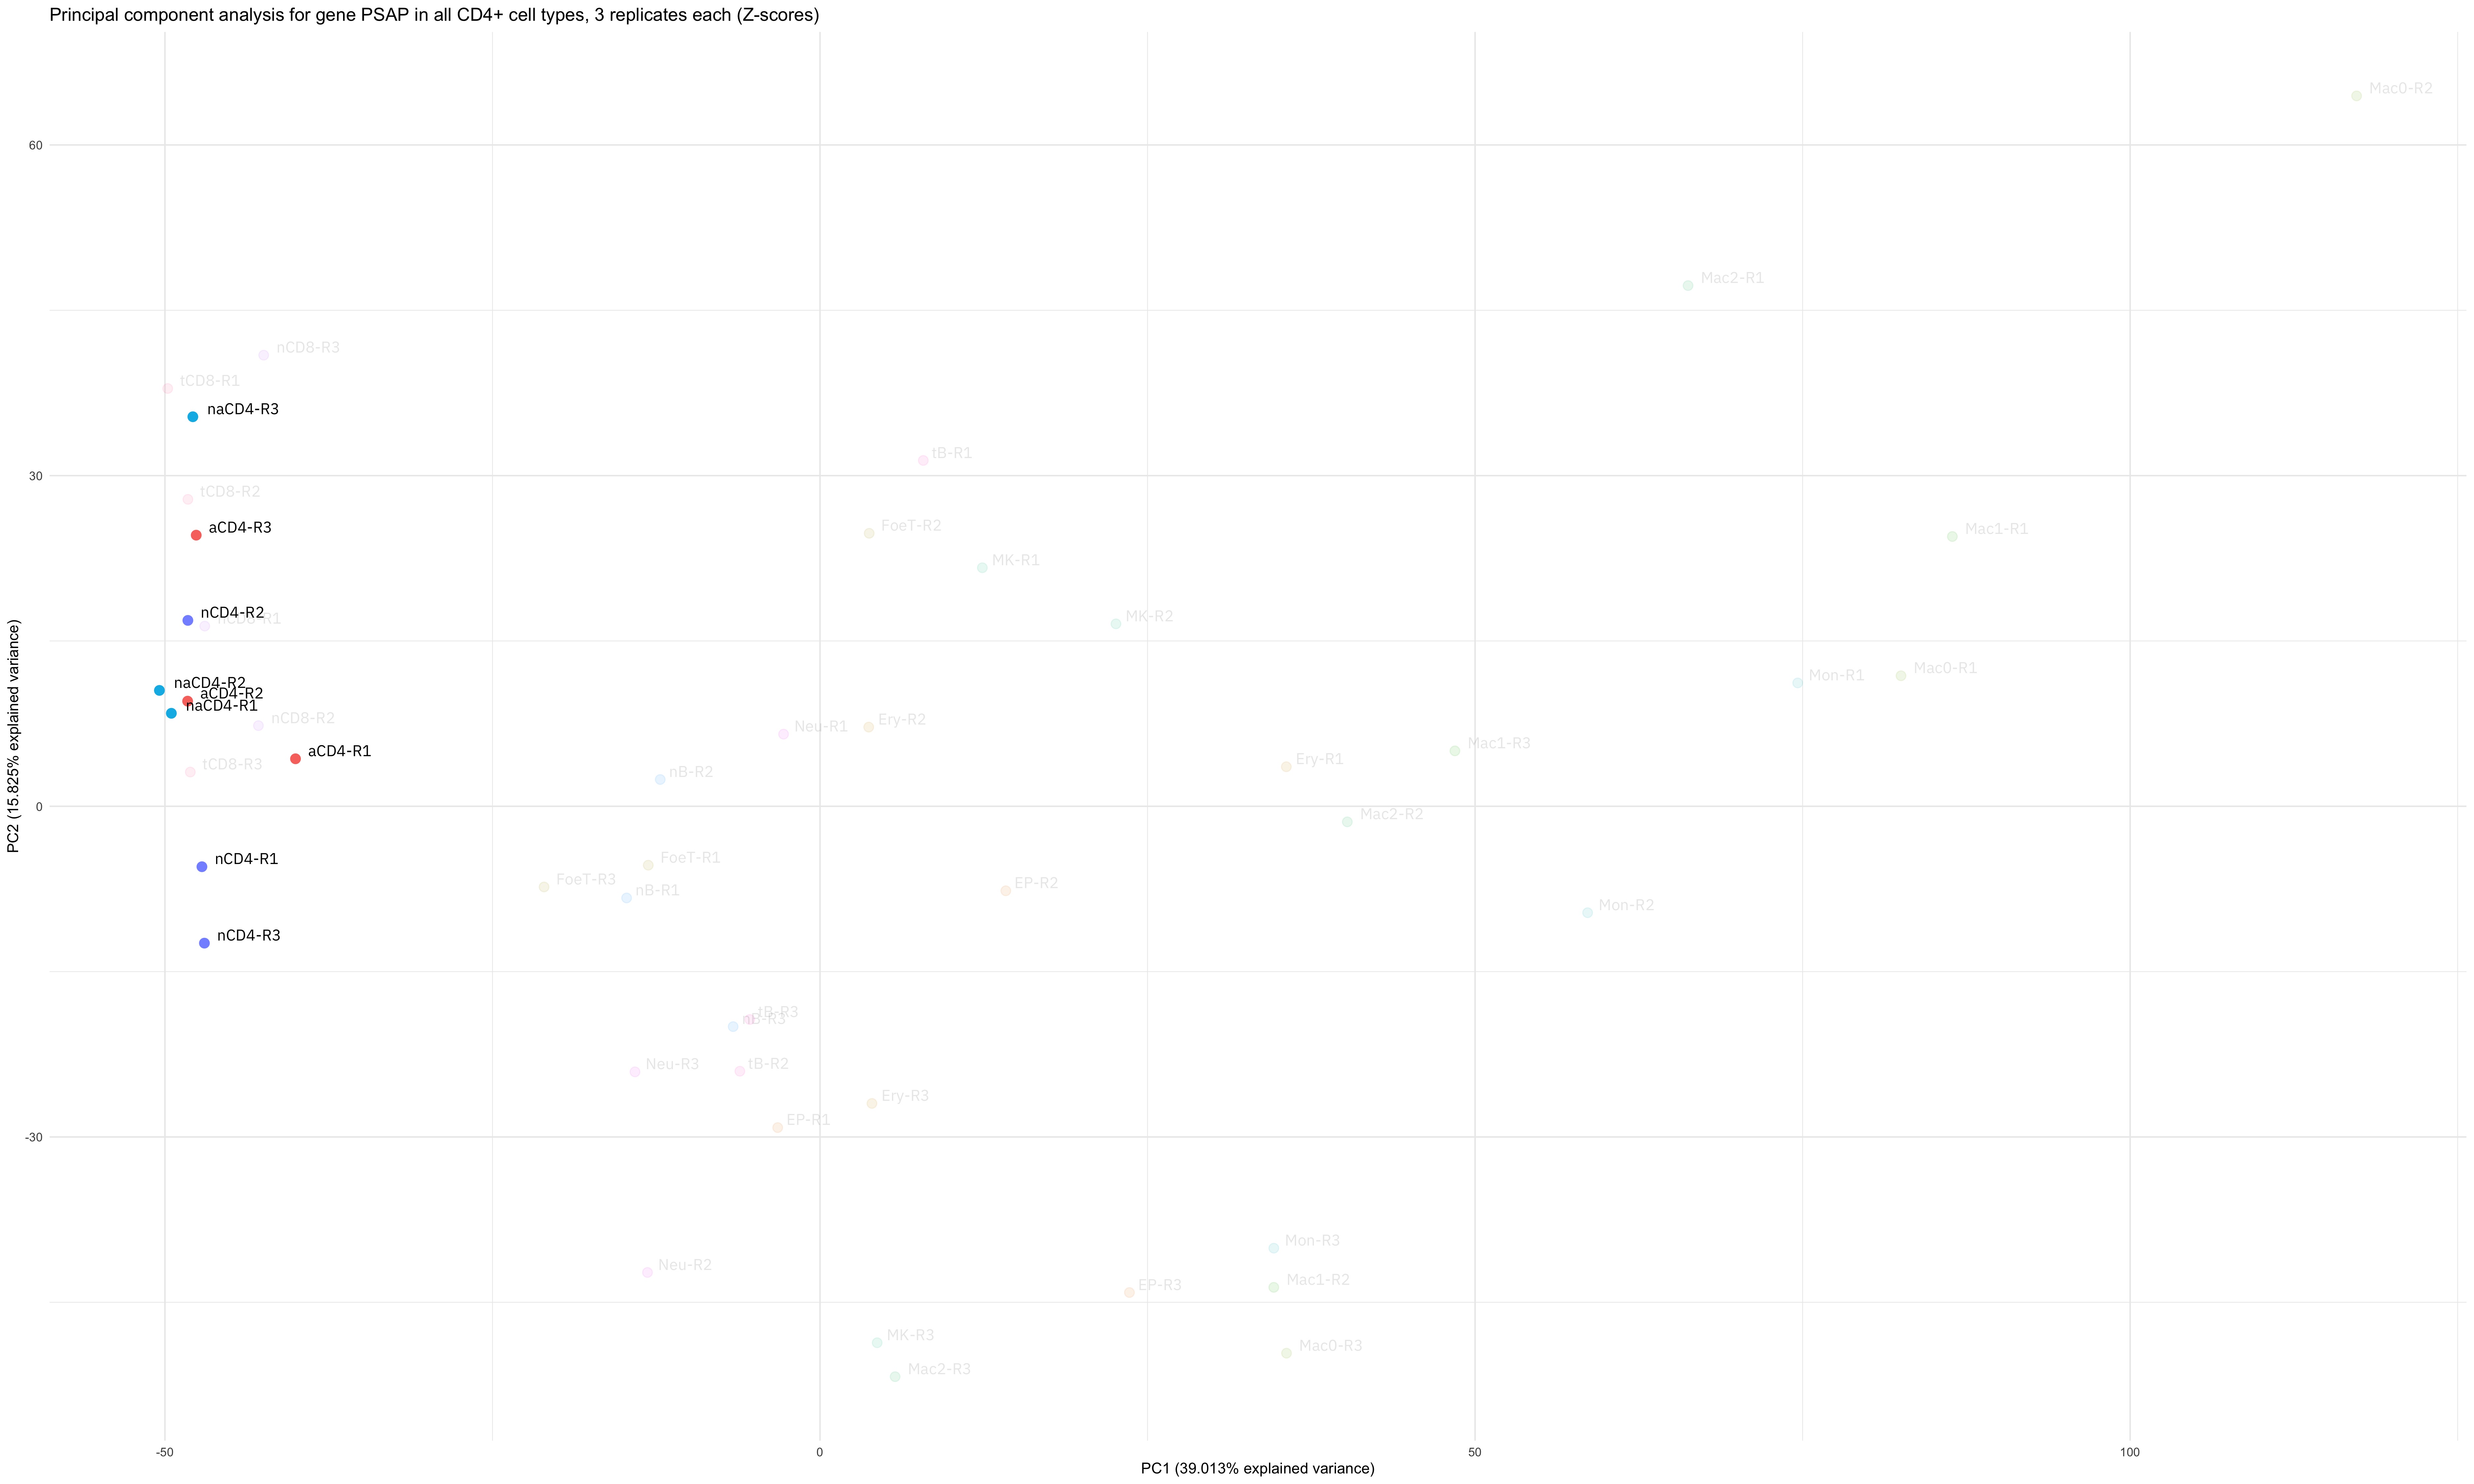 Principal component analysis for gene PSAP in all CD4+ cell types, 3 replicates each (Z-scores)
Mac0-R2
60
Mac2-R1
nCD8-R3
tCD8-R1
naCD4-R3
tB-R1
30
tCD8-R2
aCD4-R3
FoeT-R2
Mac1-R1
MK-R1
nCD4-R2
nCD8-R1
MK-R2
Mac0-R1
Mon-R1
naCD4-R2
aCD4-R2
naCD4-R1
nCD8-R2
Neu-R1
Ery-R2
Mac1-R3
aCD4-R1
Ery-R1
tCD8-R3
nB-R2
0
Mac2-R2
nCD4-R1
FoeT-R1
FoeT-R3
nB-R1
EP-R2
Mon-R2
nCD4-R3
tB-R3
nB-R3
Neu-R3
tB-R2
Ery-R3
EP-R1
-30
Mon-R3
Neu-R2
Mac1-R2
EP-R3
MK-R3
Mac0-R3
Mac2-R3
PC2 (15.825% explained variance)
-50
0
50
100
PC1 (39.013% explained variance)